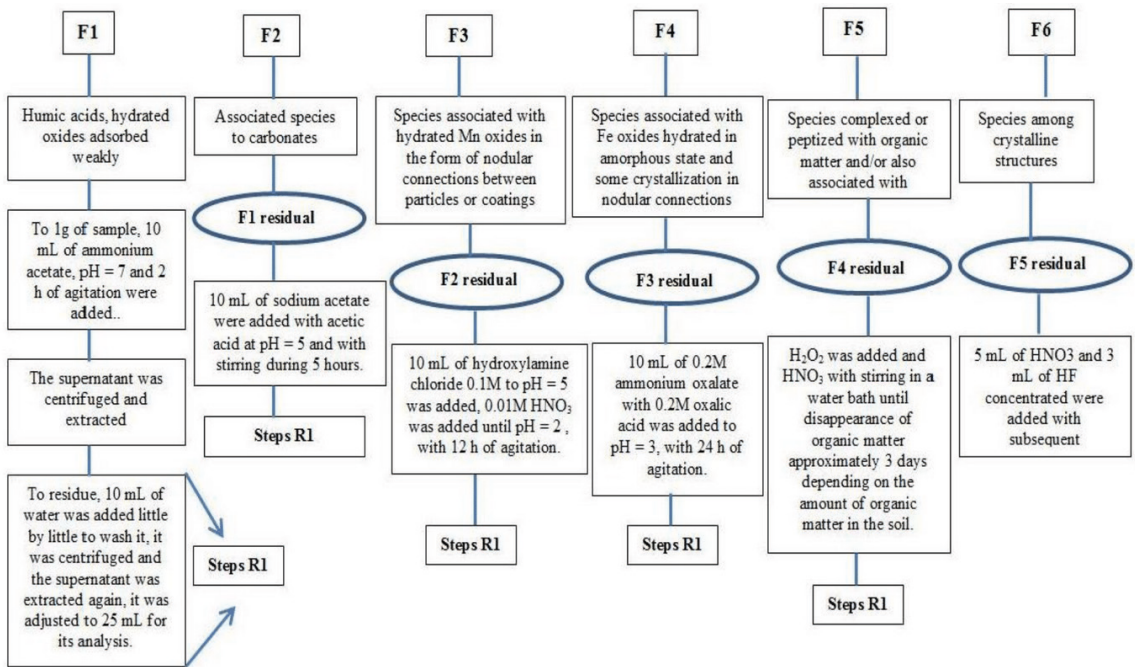 F1
Humic acids, hydrated
oxides adsorbed
weakly
To 1g of sample, 10
mL of ammonium
acetate, pH = 7 and 2
h of agitation were
added..
The supernatant was
centrifuged and
extracted
To residue, 10 mL of
water was added little
by little to wash it, it
was centrifuged and
the supernatant was
extracted again, it was
adjusted to 25 mL for
its analysis.
Steps R1
F2
Associated species
to carbonates
F1 residual
10 mL of sodium acetate
were added with acetic
acid at pH = 5 and with
stirring during 5 hours.
Steps R1
F3
Species associated with
hydrated Mn oxides in
the form of nodular
connections between
particles or coatings
F2 residual
10 mL of hydroxylamine
chloride 0.1M to pH = 5
was added, 0.01M HNO₃
was added until pH = 2 ,
with 12 h of agitation.
Steps R1
F4
Species associated with
Fe oxides hydrated in
amorphous state and
some crystallization in
nodular connections
F3 residual
10 mL of 0.2M
ammonium oxalate
with 0.2M oxalic
acid was added to
pH = 3, with 24 h of
agitation.
Steps R1
F5
Species complexed or
peptized with organic
matter and/or also
associated with
F4 residual
H₂O₂ was added and
HNO₃ with stirring in a
water bath until
disappearance of
organic matter
approximately 3 days
depending on the
amount of organic
matter in the soil.
Steps R1
F6
Species among
crystalline
structures
F5 residual
5 mL of HNO3 and 3
mL of HF
concentrated were
added with
subsequent